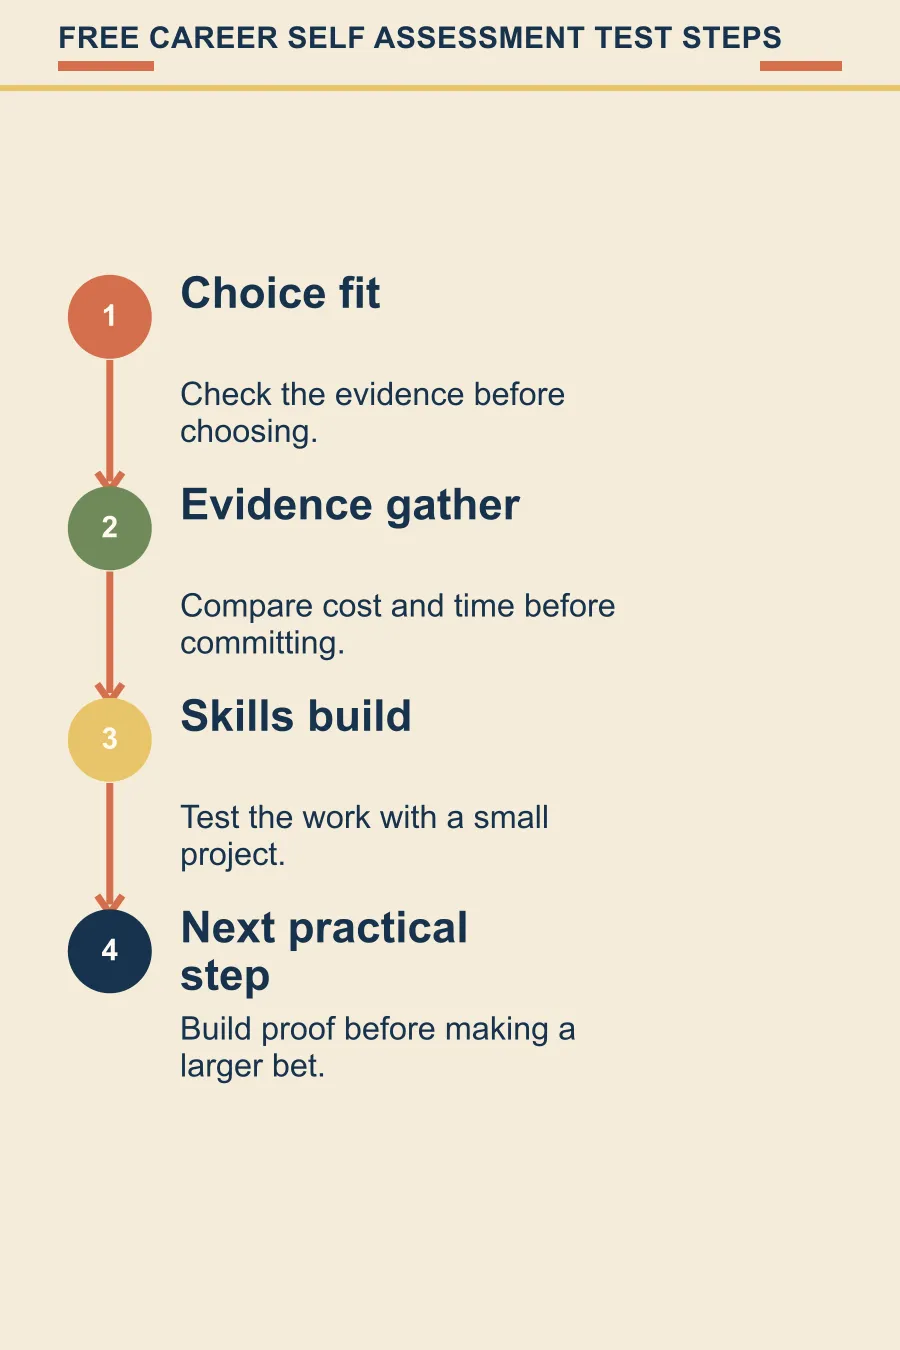 FREE CAREER SELF ASSESSMENT TEST STEPS
1
Choice fit
Check the evidence before
choosing.
2
Evidence gather
Compare cost and time before
committing.
3
Skills build
Test the work with a small
project.
4
Next practical
step
Build proof before making a
larger bet.